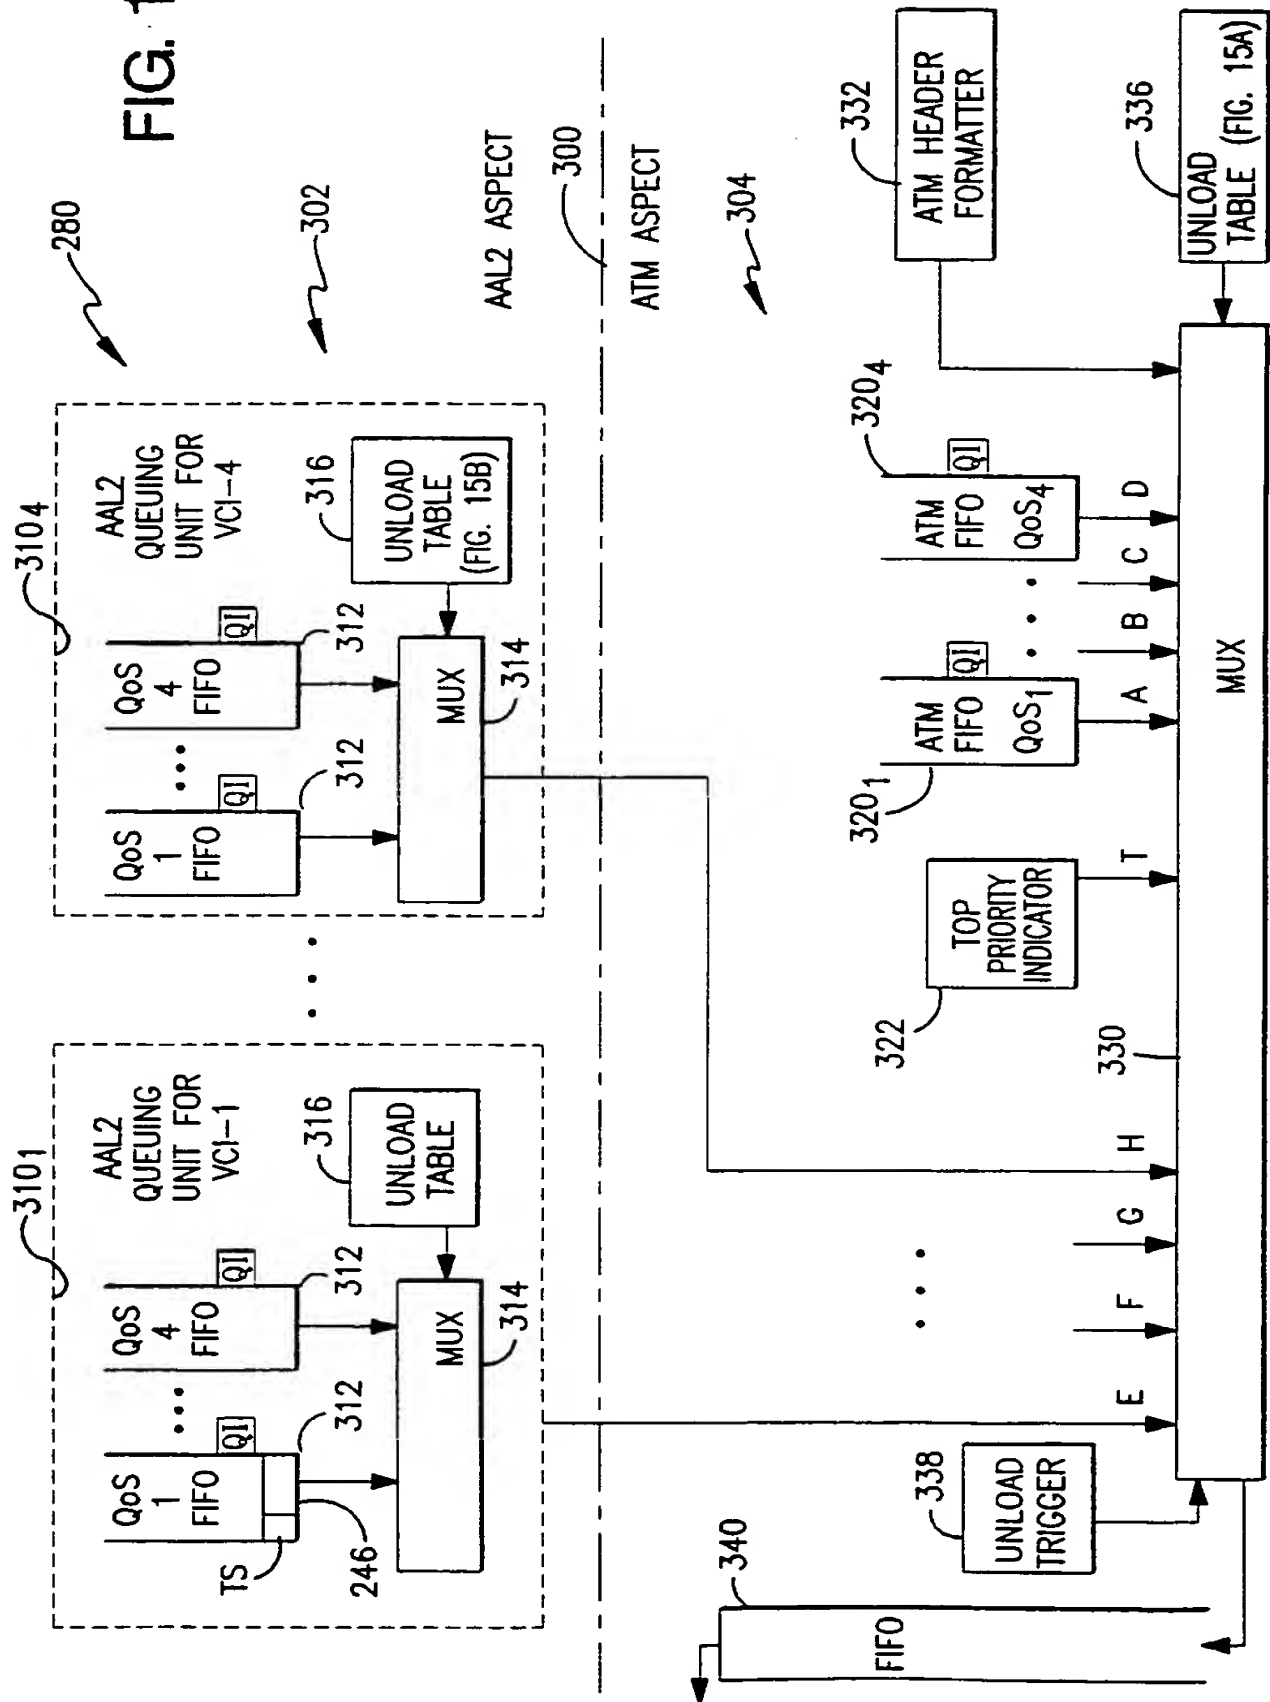 FIG. 1
280
302
3101
AAL2
QUEUING
UNIT FOR
VCI-1
QoS
1
FIFO
QI
TS
246
312
QoS
4
FIFO
QI
312
316
UNLOAD
TABLE
MUX
314
3104
AAL2
QUEUING
UNIT FOR
VCI-4
QoS
1
FIFO
QI
312
QoS
4
FIFO
QI
312
316
UNLOAD
TABLE
(FIG. 15B)
MUX
314
AAL2 ASPECT
300
ATM ASPECT
304
340
FIFO
338
UNLOAD
TRIGGER
E
F
G
H
322
TOP
PRIORITY
INDICATOR
T
3201
ATM
FIFO
QoS1
QI
A
B
C
D
3204
ATM
FIFO
QoS4
QI
332
ATM HEADER
FORMATTER
330
MUX
336
UNLOAD
TABLE (FIG. 15A)